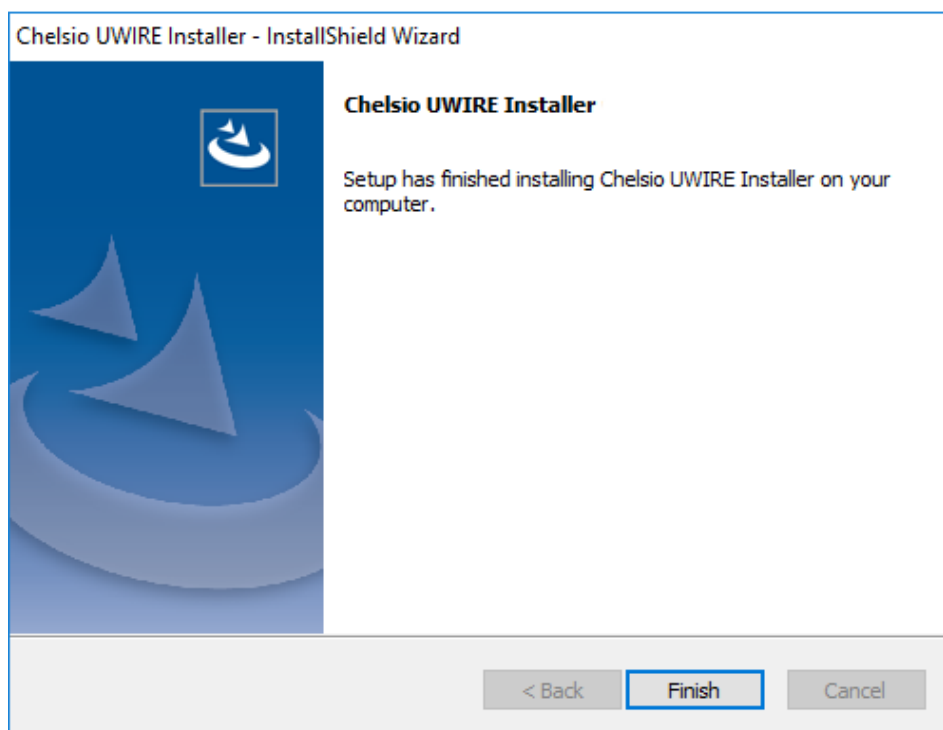 Chelsio UWIRE Installer - InstallShield Wizard
Chelsio UWIRE Installer
Setup has finished installing Chelsio UWIRE Installer on your
computer.
< Back
Finish
Cancel